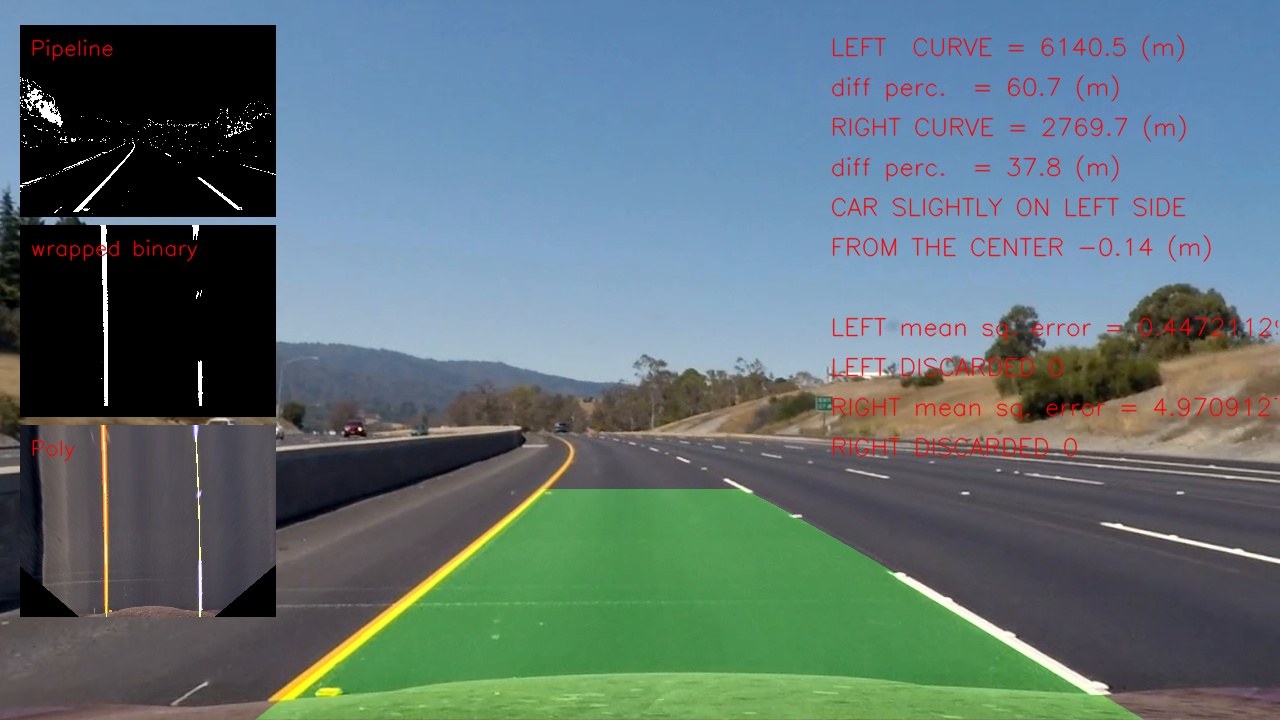 Pipeline
wrapped binary
Poly
LEFT CURVE = 6140.5 (m)
diff perc. = 60.7 (m)
RIGHT CURVE = 2769.7 (m)
diff perc. = 37.8 (m)
CAR SLIGHTLY ON LEFT SIDE
FROM THE CENTER −0.14 (m)
LEFT mean sq. error = 0.4472112
LEFT DISCARDED 0
RIGHT mean sq. error = 4.970912
RIGHT DISCARDED 0